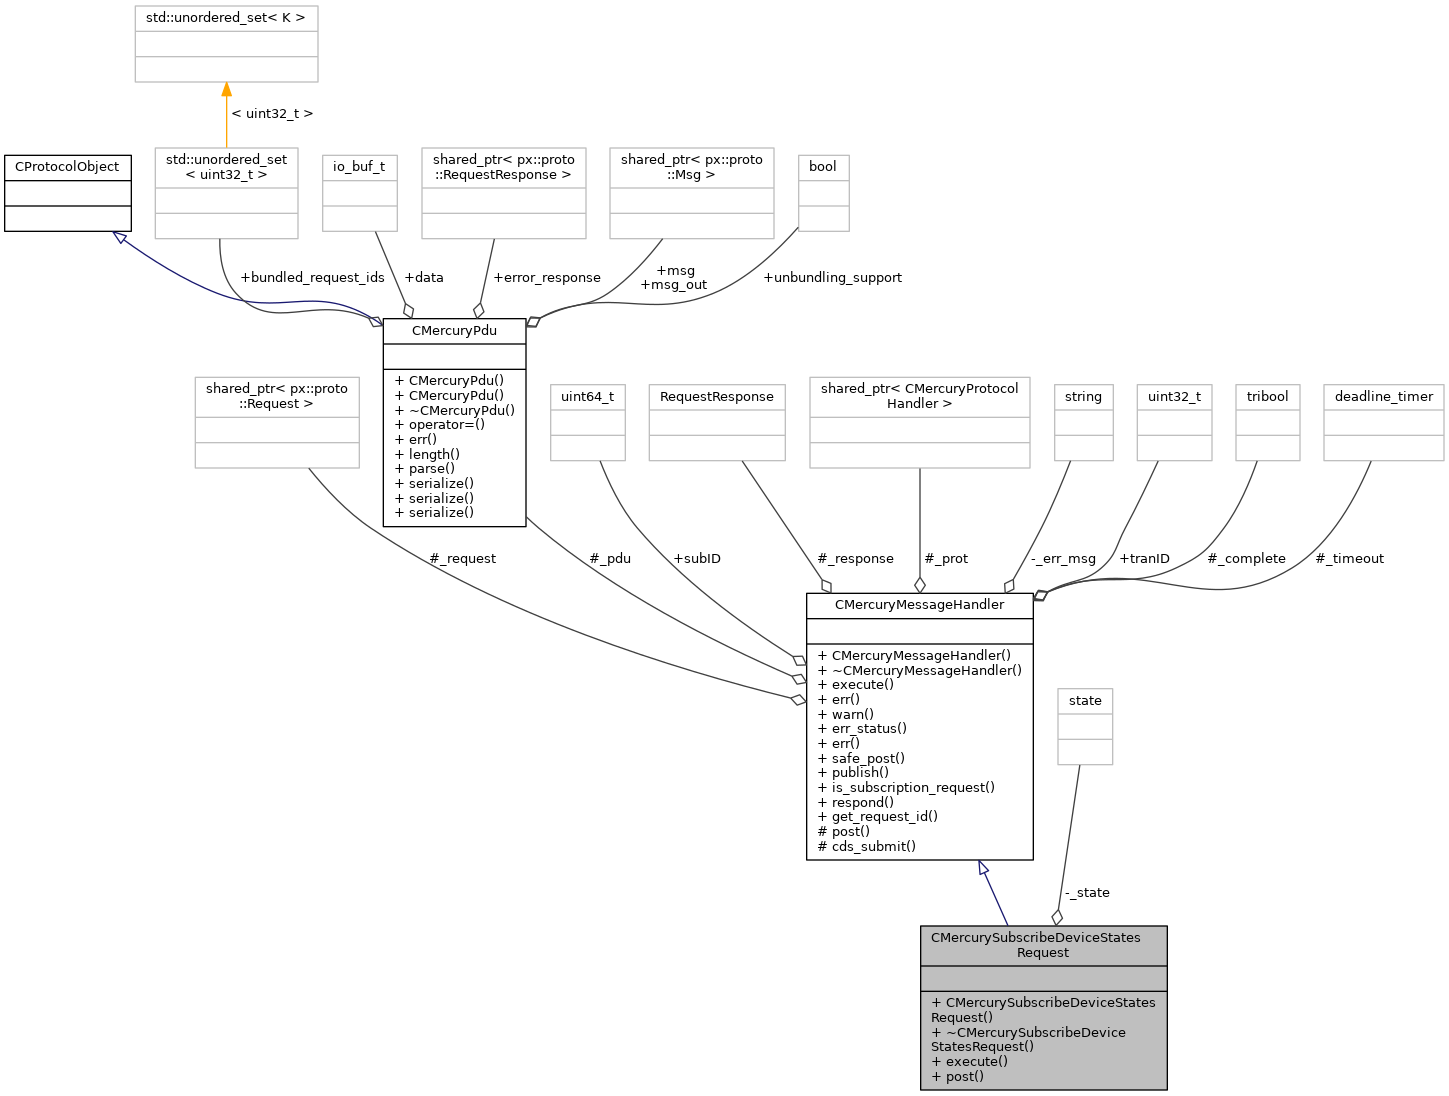 std::unordered_set< K >
< uint32_t >
CProtocolObject
std::unordered_set
< uint32_t >
io_buf_t
shared_ptr< px::proto
::RequestResponse >
shared_ptr< px::proto
::Msg >
bool
+bundled_request_ids
+data
+error_response
+msg
+msg_out
+unbundling_support
CMercuryPdu
+ CMercuryPdu()
+ CMercuryPdu()
+ ~CMercuryPdu()
+ operator=()
+ err()
+ length()
+ parse()
+ serialize()
+ serialize()
+ serialize()
shared_ptr< px::proto
::Request >
uint64_t
RequestResponse
shared_ptr< CMercuryProtocol
Handler >
string
uint32_t
tribool
deadline_timer
#_request
#_pdu
+subID
#_response
#_prot
-_err_msg
+tranID
#_complete
#_timeout
CMercuryMessageHandler
+ CMercuryMessageHandler()
+ ~CMercuryMessageHandler()
+ execute()
+ err()
+ warn()
+ err_status()
+ err()
+ safe_post()
+ publish()
+ is_subscription_request()
+ respond()
+ get_request_id()
# post()
# cds_submit()
state
-_state
CMercurySubscribeDeviceStates
Request
+ CMercurySubscribeDeviceStates
Request()
+ ~CMercurySubscribeDevice
StatesRequest()
+ execute()
+ post()